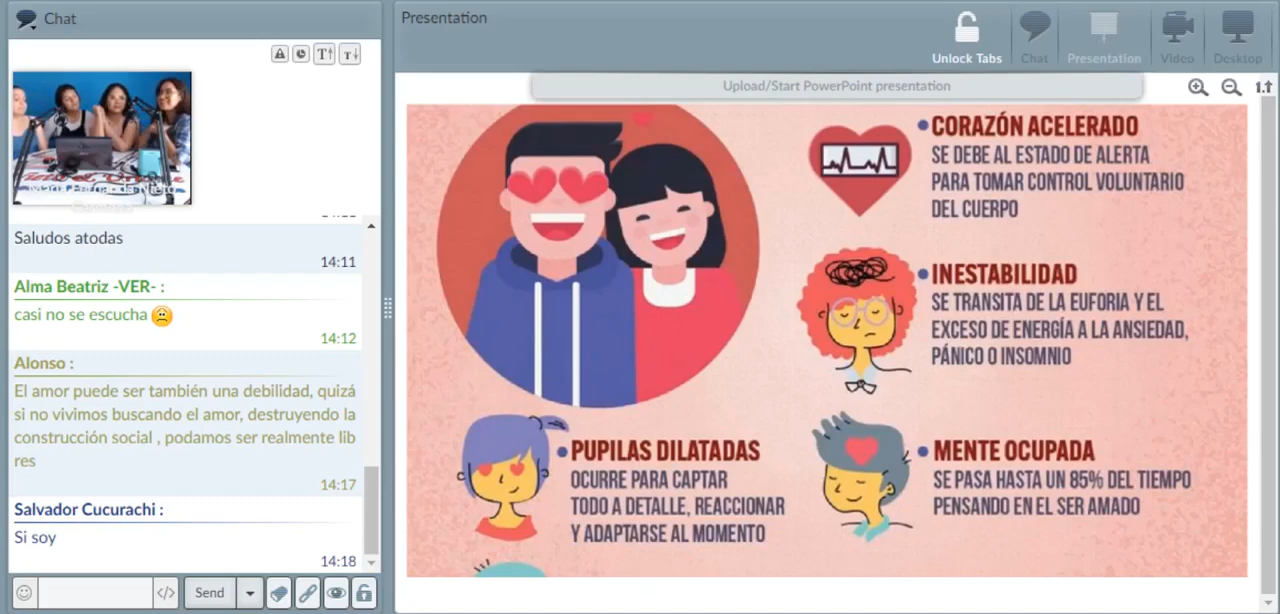 Chat
Presentation
Unlock Tabs
Chat
Presentation
Video
Desktop
Upload/Start PowerPoint presentation
Saludos atodas
14:11
Alma Beatriz -VER- :
casi no se escucha
14:12
Alonso :
El amor puede ser también una debilidad, quizá
si no vivimos buscando el amor, destruyendo la
construcción social , podamos ser realmente lib
res
14:17
Salvador Cucurachi :
Si soy
14:18
Send
CORAZÓN ACELERADO
SE DEBE AL ESTADO DE ALERTA
PARA TOMAR CONTROL VOLUNTARIO
DEL CUERPO
INESTABILIDAD
SE TRANSITA DE LA EUFORIA Y EL
EXCESO DE ENERGÍA A LA ANSIEDAD,
PÁNICO O INSOMNIO
PUPILAS DILATADAS
OCURRE PARA CAPTAR
TODO A DETALLE, REACCIONAR
Y ADAPTARSE AL MOMENTO
MENTE OCUPADA
SE PASA HASTA UN 85% DEL TIEMPO
PENSANDO EN EL SER AMADO